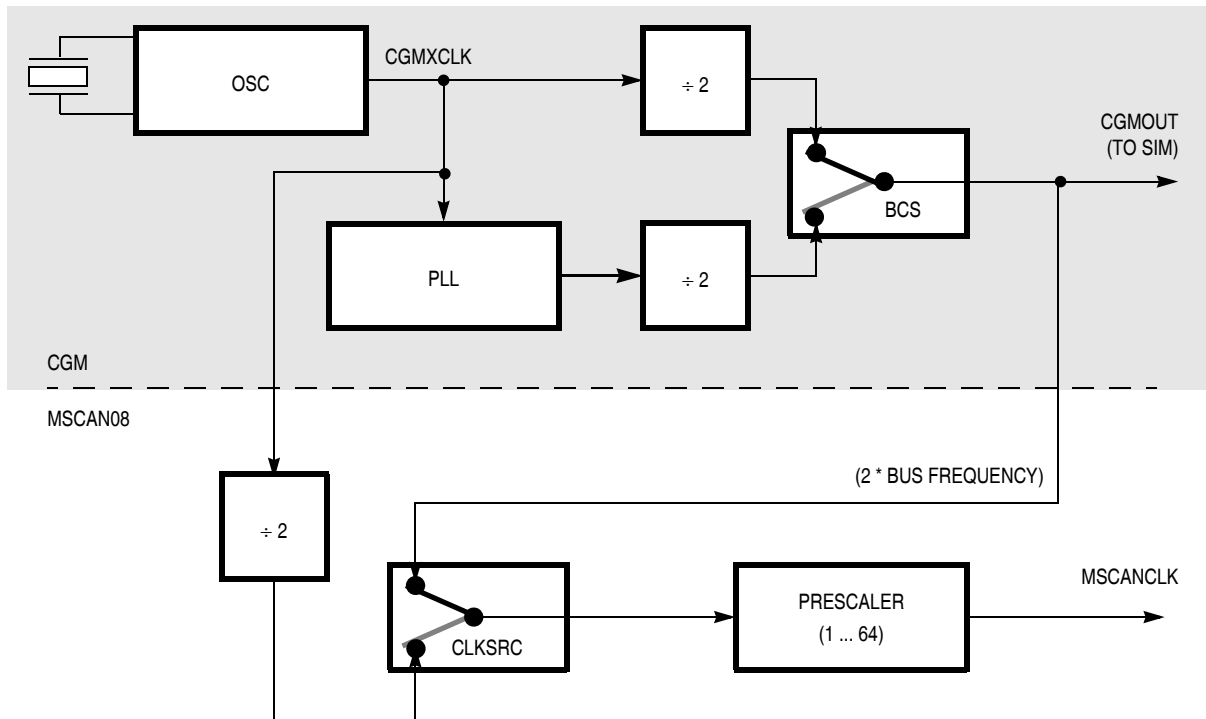 CGMXCLK
OSC
÷ 2
CGMOUT
(TO SIM)
BCS
PLL
÷ 2
CGM
MSCAN08
(2 * BUS FREQUENCY)
÷ 2
MSCANCLK
PRESCALER
(1 ... 64)
CLKSRC